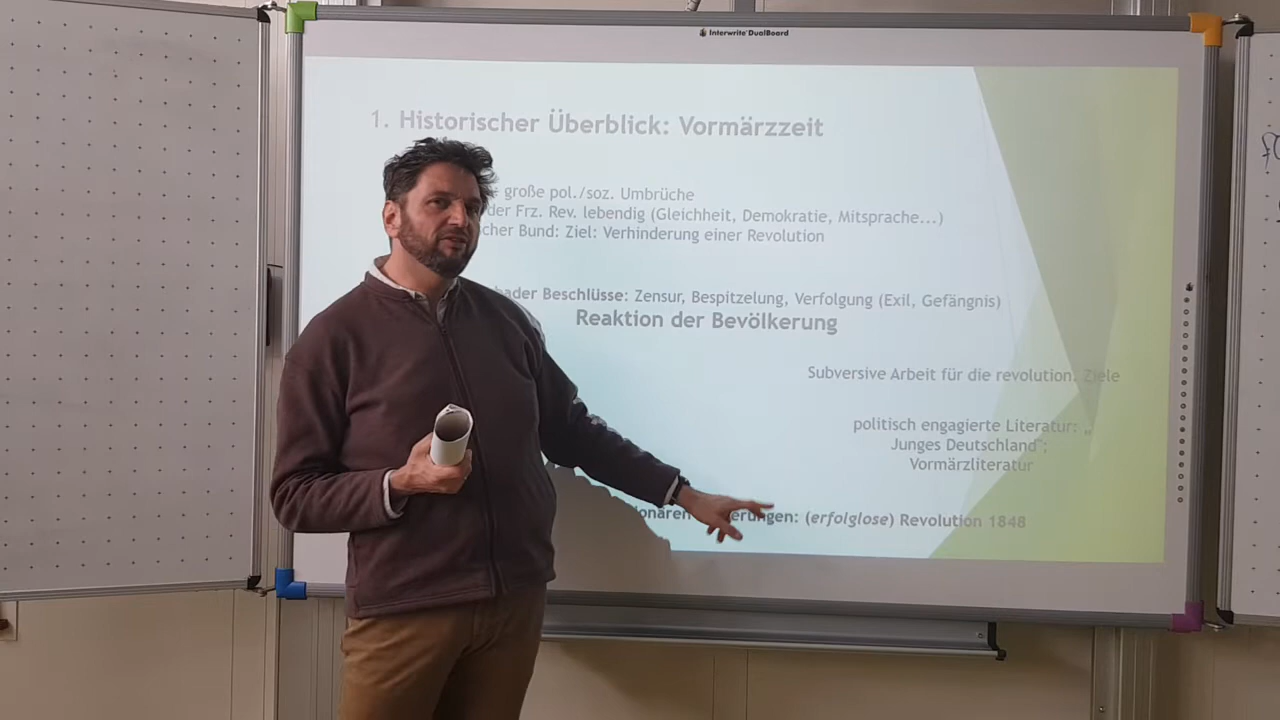 Interwrite DualBoard
1. Historischer Überblick: Vormärzzeit
große pol./soz. Umbrüche
der Frz. Rev. lebendig (Gleichheit, Demokratie, Mitsprache...)
scher Bund: Ziel: Verhinderung einer Revolution
bader Beschlüsse: Zensur, Bespitzelung, Verfolgung (Exil, Gefängnis)
Reaktion der Bevölkerung
Subversive Arbeit für die revolution. Ziele
politisch engagierte Literatur: „
Junges Deutschland";
Vormärzliteratur
(erfolglose) Revolution 1848